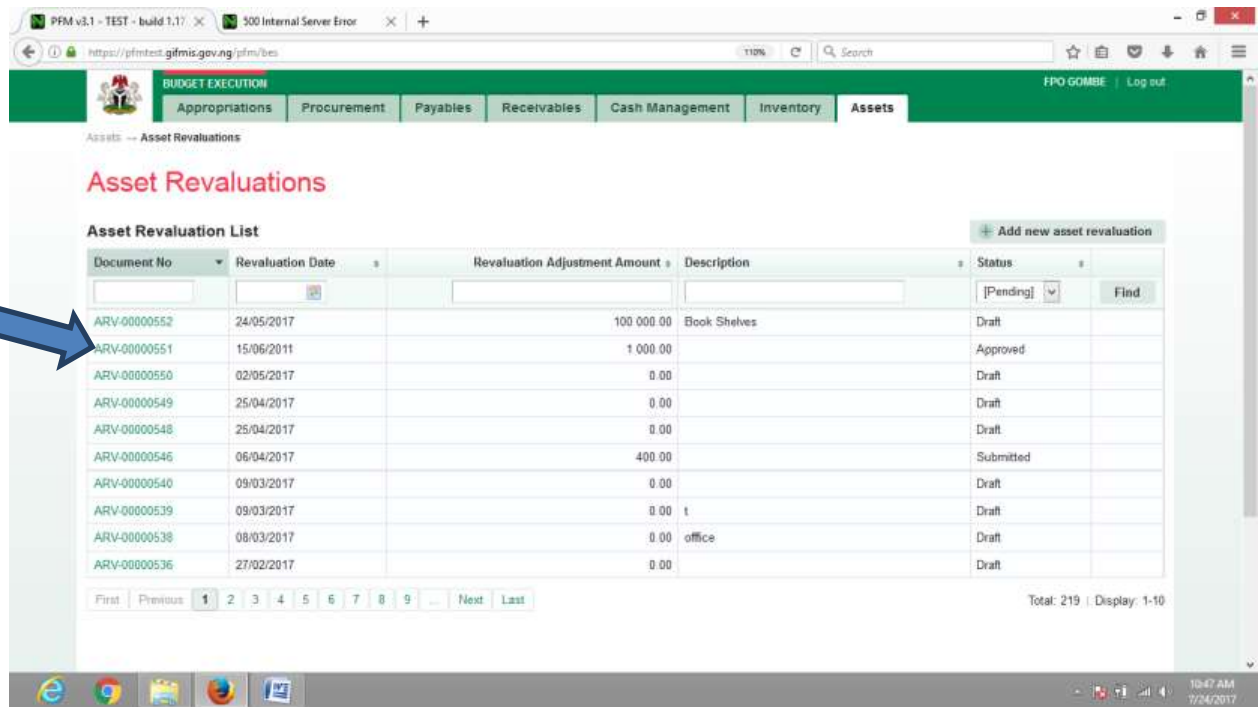 PFM v3.1 - TEST - build 1.17
500 Internal Server Error
https://pfmtest.gifmis.gov.ng/pfm/bes
110%
Search
BUDGET EXECUTION
FPO GOMBE | Log out
Appropriations Procurement Payables Receivables Cash Management Inventory Assets
Assets → Asset Revaluations
Asset Revaluations
Asset Revaluation List
Add new asset revaluation
Document No Revaluation Date Revaluation Adjustment Amount Description Status
[Pending] Find
ARV-00000552 24/05/2017 100 000.00 Book Shelves Draft
ARV-00000551 15/06/2011 1 000.00 Approved
ARV-00000550 02/05/2017 0.00 Draft
ARV-00000549 25/04/2017 0.00 Draft
ARV-00000548 25/04/2017 0.00 Draft
ARV-00000546 06/04/2017 400.00 Submitted
ARV-00000540 09/03/2017 0.00 Draft
ARV-00000539 09/03/2017 0.00 t Draft
ARV-00000538 08/03/2017 0.00 office Draft
ARV-00000536 27/02/2017 0.00 Draft
First Previous 1 2 3 4 5 6 7 8 9 ... Next Last
Total: 219 | Display: 1-10
10:47 AM
7/24/2017